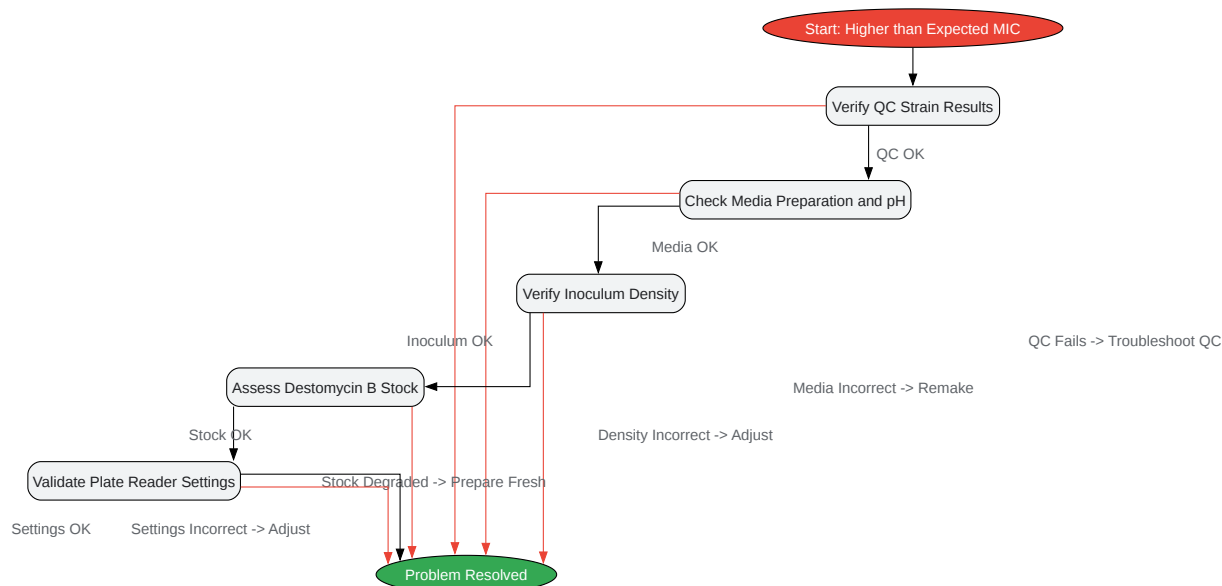 Start: Higher than Expected MIC
Verify QC Strain Results
QC OK
Check Media Preparation and pH
Media OK
Verify Inoculum Density
Inoculum OK
QC Fails -> Troubleshoot QC
Assess Destomycin B Stock
Media Incorrect -> Remake
Stock OK
Density Incorrect -> Adjust
Validate Plate Reader Settings
Stock Degraded -> Prepare Fresh
Settings OK
Settings Incorrect -> Adjust
Problem Resolved